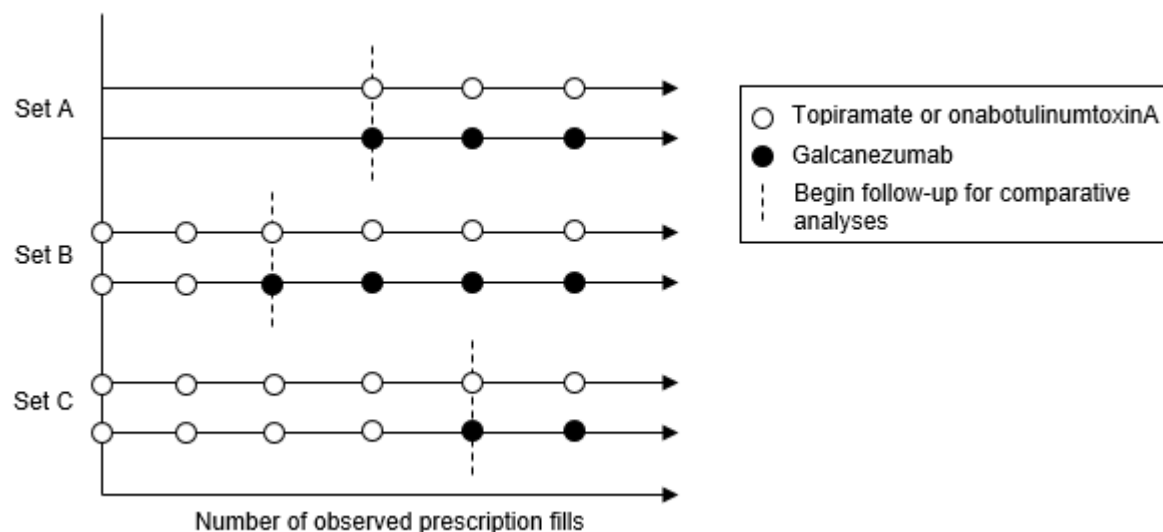 Set A
Set B
Set C
Number of observed prescription fills
Topiramate or onabotulinumtoxinA
Galcanezumab
Begin follow-up for comparative
analyses